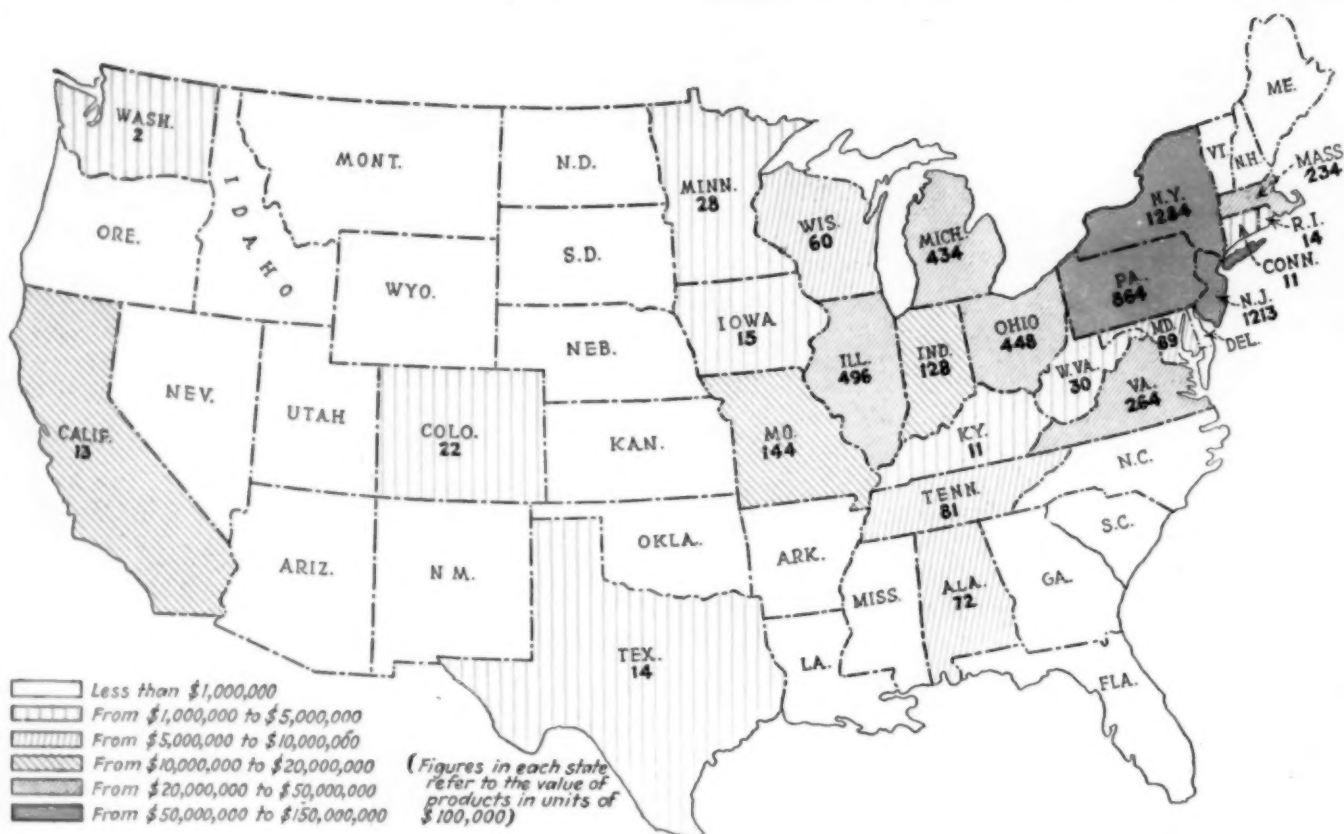 WASH.
2
ORE.
IDAHO
MONT.
WYO.
N.D.
S.D.
NEB.
KAN.
NEV.
UTAH
COLO.
22
CALIF.
13
ARIZ.
N M.
OKLA.
TEX.
14
MINN.
28
IOWA
15
MO.
144
ARK.
LA.
WIS.
60
ILL.
496
MICH.
434
IND.
128
OHIO
448
KY.
11
TENN.
81
MISS.
ALA.
72
GA.
FLA.
S.C.
N.C.
VA.
264
W.VA.
30
MD.
89
DEL.
PA.
864
N.Y.
1284
N.J.
1213
CONN.
11
R.I.
14
MASS
234
VT.
N.H.
ME.
Less than $1,000,000
From $1,000,000 to $5,000,000
From $5,000,000 to $10,000,000
From $10,000,000 to $20,000,000
From $20,000,000 to $50,000,000
From $50,000,000 to $150,000,000
(Figures in each state
refer to the value of
products in units of
$100,000)